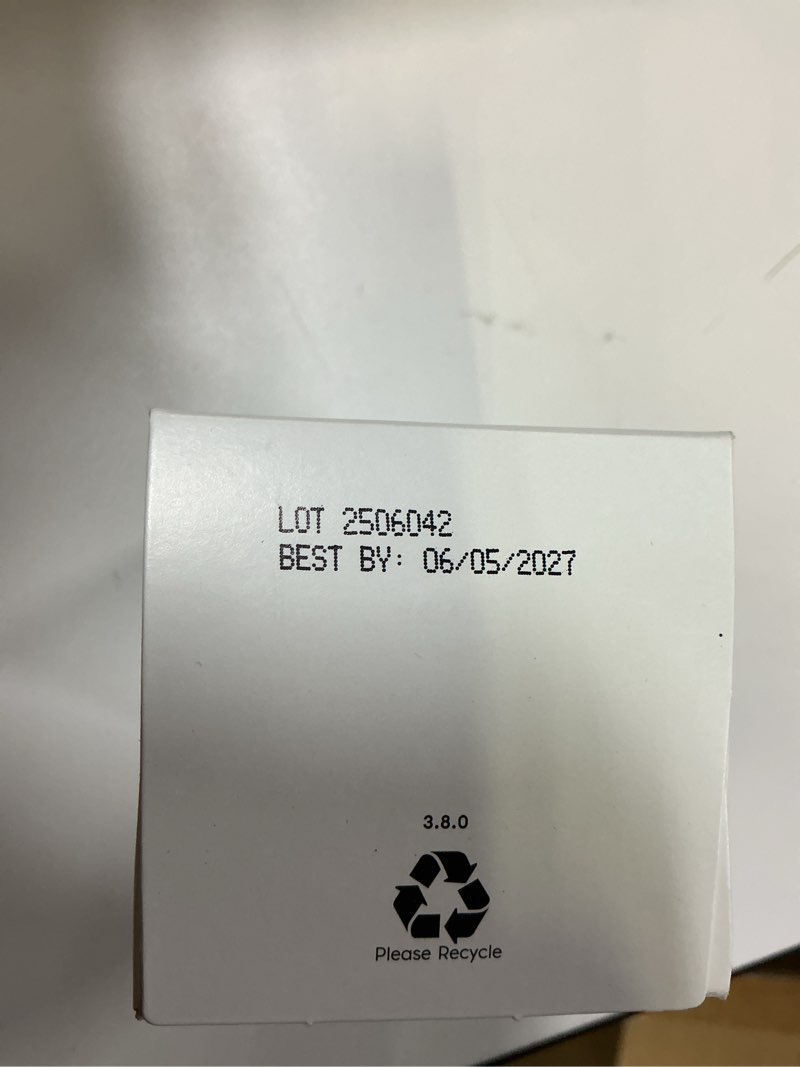 LOT 2506042
BEST BY: 06/05/2027
3.8.0
Please Recycle